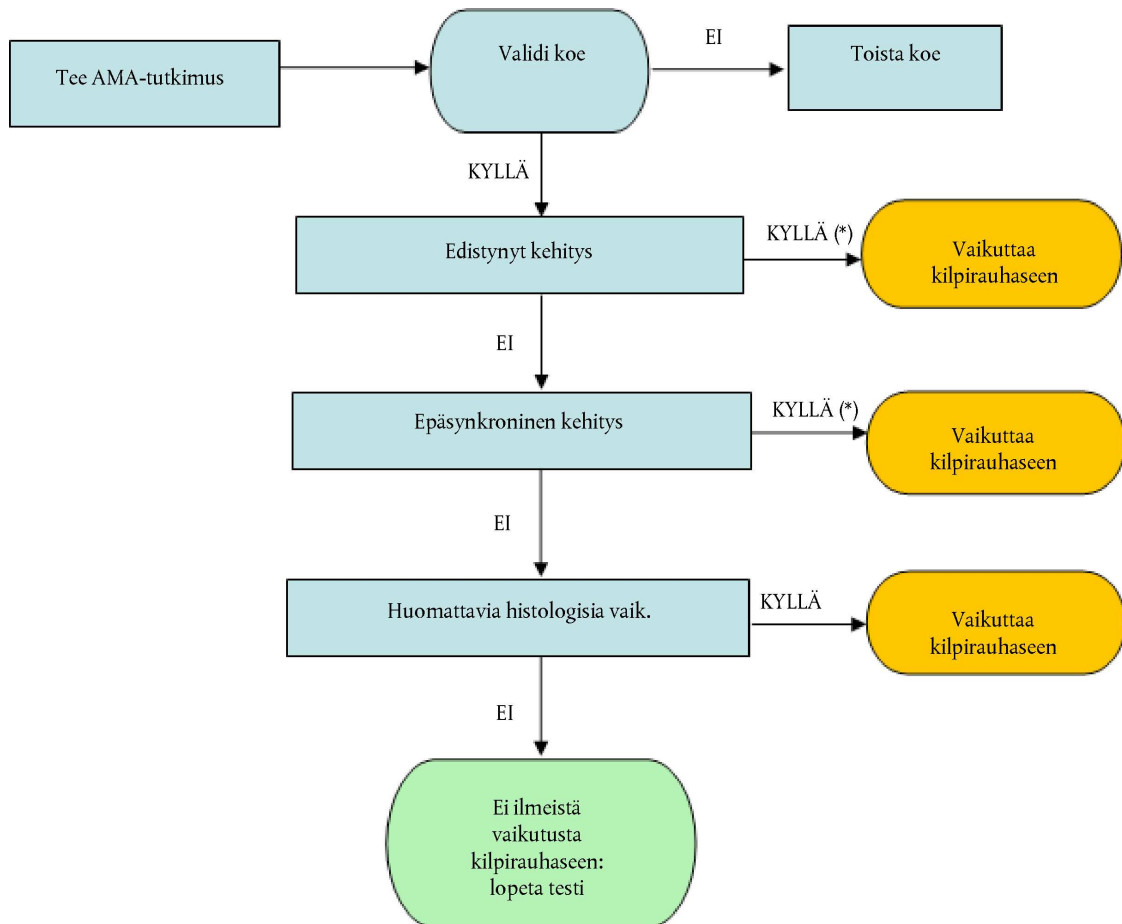 Tee AMA-tutkimus
Validi koe
EI
Toista koe
KYLLÄ
Edistynyt kehitys
KYLLÄ (*)
Vaikuttaa
kilpirauhaseen
EI
Epäsynkroninen kehitys
KYLLÄ (*)
Vaikuttaa
kilpirauhaseen
EI
Huomattavia histologisia vaik.
KYLLÄ
Vaikuttaa
kilpirauhaseen
EI
Ei ilmeistä
vaikutusta
kilpirauhaseen:
lopeta testi